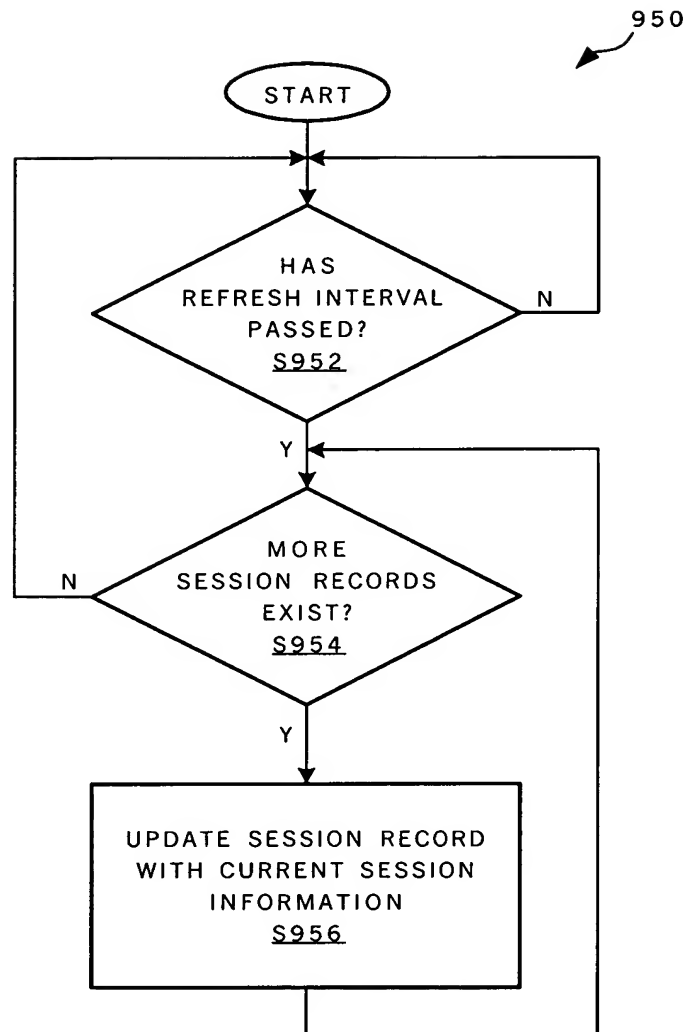 950
START
HAS
REFRESH INTERVAL
PASSED?
S952
N
Y
MORE
SESSION RECORDS
EXIST?
S954
N
Y
UPDATE SESSION RECORD
WITH CURRENT SESSION
INFORMATION
S956